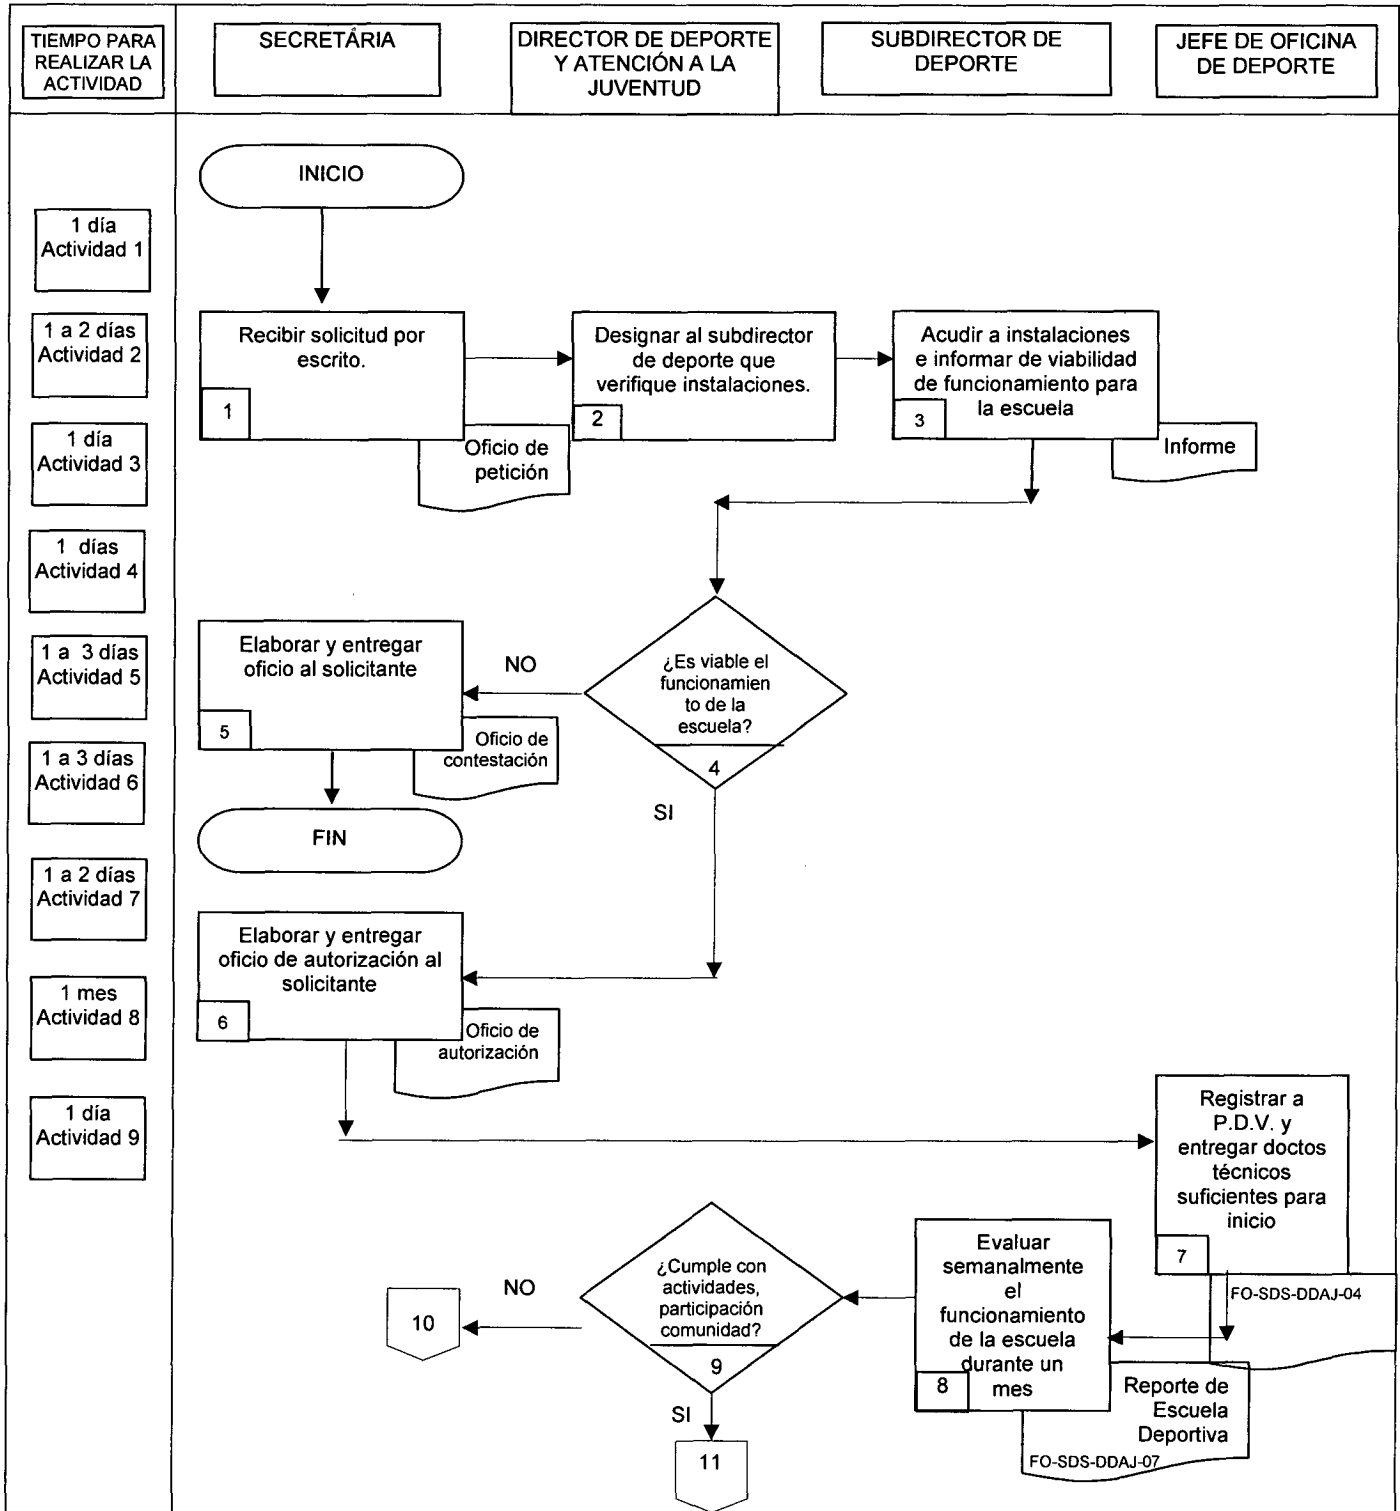 TIEMPO PARA
REALIZAR LA
ACTIVIDAD
SECRETÁRIA
DIRECTOR DE DEPORTE
Y ATENCIÓN A LA
JUVENTUD
SUBDIRECTOR DE
DEPORTE
JEFE DE OFICINA
DE DEPORTE
INICIO
1 día
Actividad 1
1 a 2 días
Actividad 2
1 día
Actividad 3
1 días
Actividad 4
1 a 3 días
Actividad 5
1 a 3 días
Actividad 6
1 a 2 días
Actividad 7
1 mes
Actividad 8
1 día
Actividad 9
Recibir solicitud por
escrito.
1
Oficio de
petición
Designar al subdirector
de deporte que
verifique instalaciones.
2
Acudir a instalaciones
e informar de viabilidad
de funcionamiento para
la escuela
3
Informe
¿Es viable el
funcionamien
to de la
escuela?
4
NO
SI
Elaborar y entregar
oficio al solicitante
5
Oficio de
contestación
FIN
Elaborar y entregar
oficio de autorización al
solicitante
6
Oficio de
autorización
Registrar a
P.D.V. y
entregar doctos
técnicos
suficientes para
inicio
7
FO-SDS-DDAJ-04
Evaluar
semanalmente
el
funcionamiento
de la escuela
durante un
mes
8
Reporte de
Escuela
Deportiva
FO-SDS-DDAJ-07
¿Cumple con
actividades,
participación
comunidad?
9
NO
10
SI
11